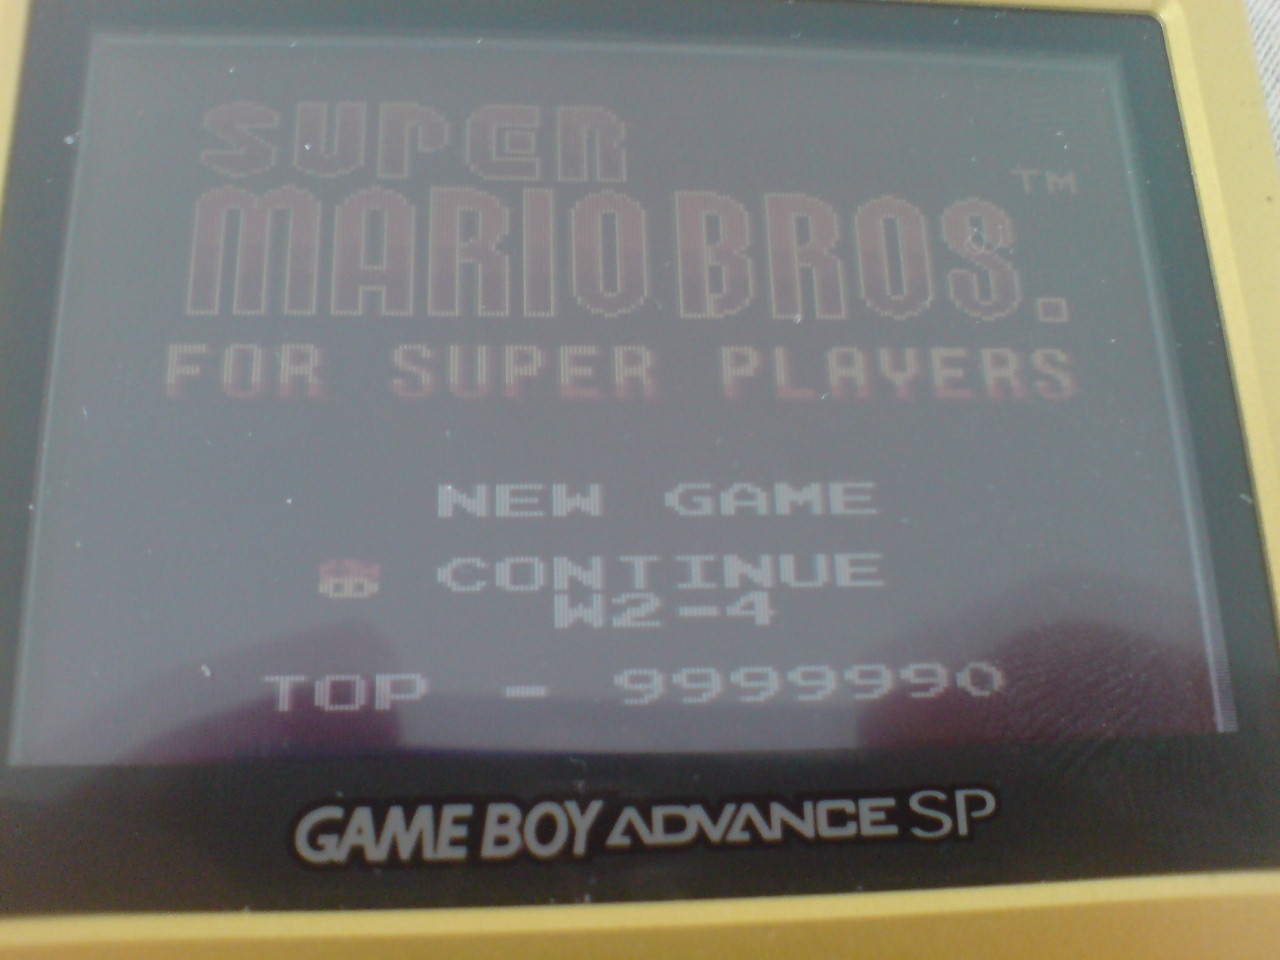 SUPER
MARIO BROS.™
FOR SUPER PLAYERS
NEW GAME
CONTINUE
W2-4
TOP - 9999990
GAME BOY ADVANCE SP